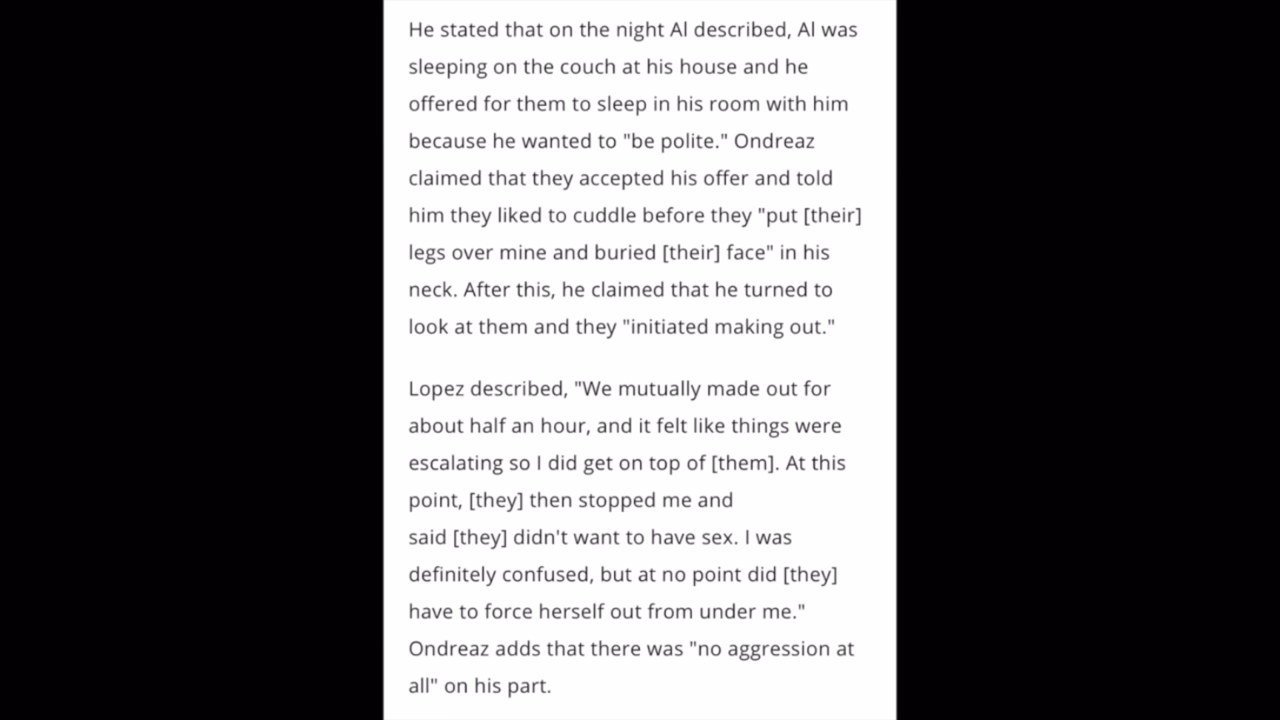 He stated that on the night Al described, Al was
sleeping on the couch at his house and he
offered for them to sleep in his room with him
because he wanted to "be polite." Ondreaz
claimed that they accepted his offer and told
him they liked to cuddle before they "put [their]
legs over mine and buried [their] face" in his
neck. After this, he claimed that he turned to
look at them and they "initiated making out."
Lopez described, "We mutually made out for
about half an hour, and it felt like things were
escalating so I did get on top of [them]. At this
point, [they] then stopped me and
said [they] didn't want to have sex. I was
definitely confused, but at no point did [they]
have to force herself out from under me."
Ondreaz adds that there was "no aggression at
all" on his part.